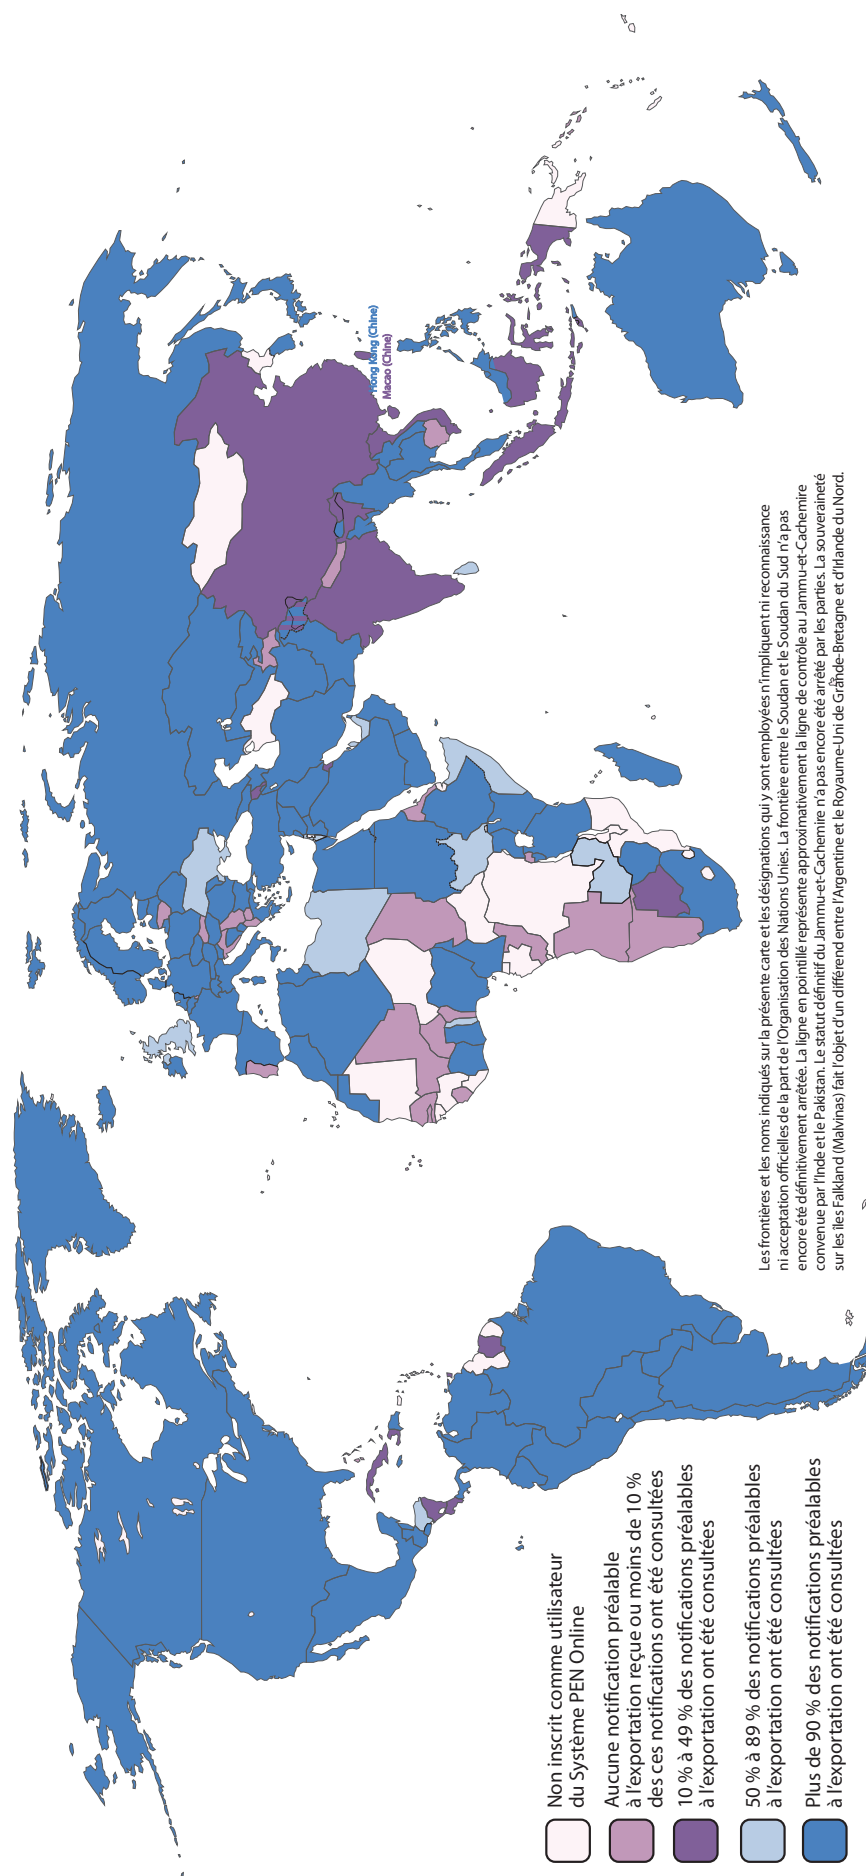 Hong Kong (Chine)
Macao (Chine)
Non inscrit comme utilisateur
du Système PEN Online
Aucune notification préalable
à l'exportation reçue ou moins de 10 %
des ces notifications ont été consultées
10 % à 49 % des notifications préalables
à l'exportation ont été consultées
50 % à 89 % des notifications préalables
à l'exportation ont été consultées
Plus de 90 % des notifications préalables
à l'exportation ont été consultées
Les frontières et les noms indiqués sur la présente carte et les désignations qui y sont employées n'impliquent ni reconnaissance
ni acceptation officielles de la part de l'Organisation des Nations Unies. La frontière entre le Soudan et le Soudan du Sud n'a pas
encore été définitivement arrêtée. La ligne en pointillé représente approximativement la ligne de contrôle au Jammu-et-Cachemire
convenue par l'Inde et le Pakistan. Le statut définitif du Jammu-et-Cachemire n'a pas encore été arrêté par les parties. La souveraineté
sur les îles Falkland (Malvinas) fait l'objet d'un différend entre l'Argentine et le Royaume-Uni de Grande-Bretagne et d'Irlande du Nord.